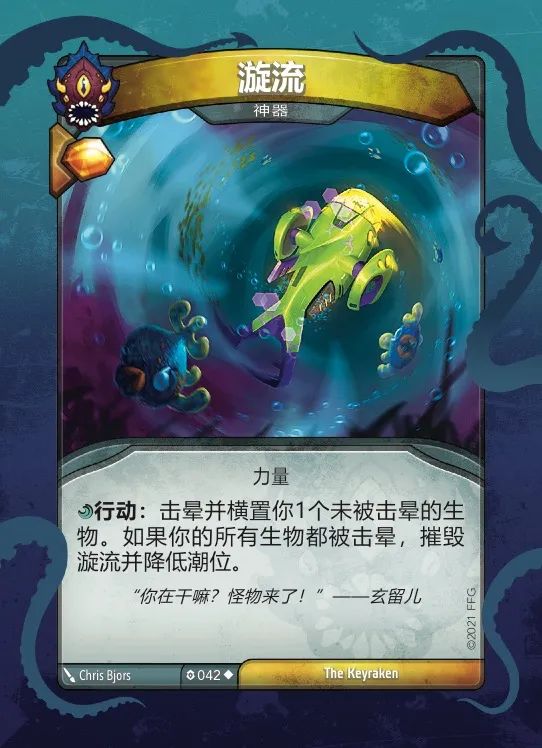 漩流
神器
力量
行动：击晕并横置你1个未被击晕的生
物。如果你的所有生物都被击晕，摧毁
漩流并降低潮位。
“你在干嘛？怪物来了！”——玄留儿
©2021 FFG
Chris Bjors
042
The Keyraken